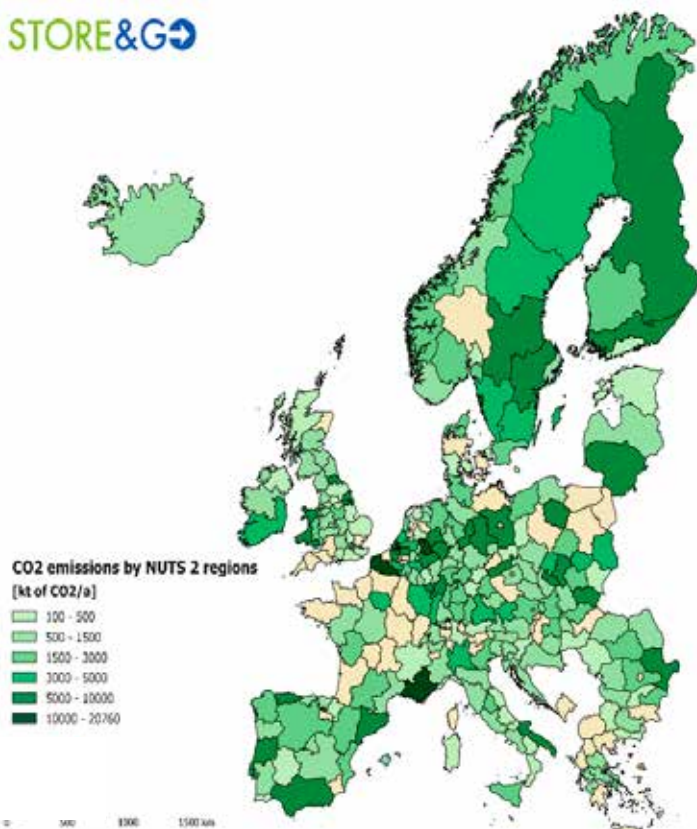 STORE&GO
CO2 emissions by NUTS 2 regions
[kt of CO2/a]
100 - 500
500 - 1500
1500 - 3000
3000 - 5000
5000 - 10000
10000 - 20760
0 500 1000 1500 km